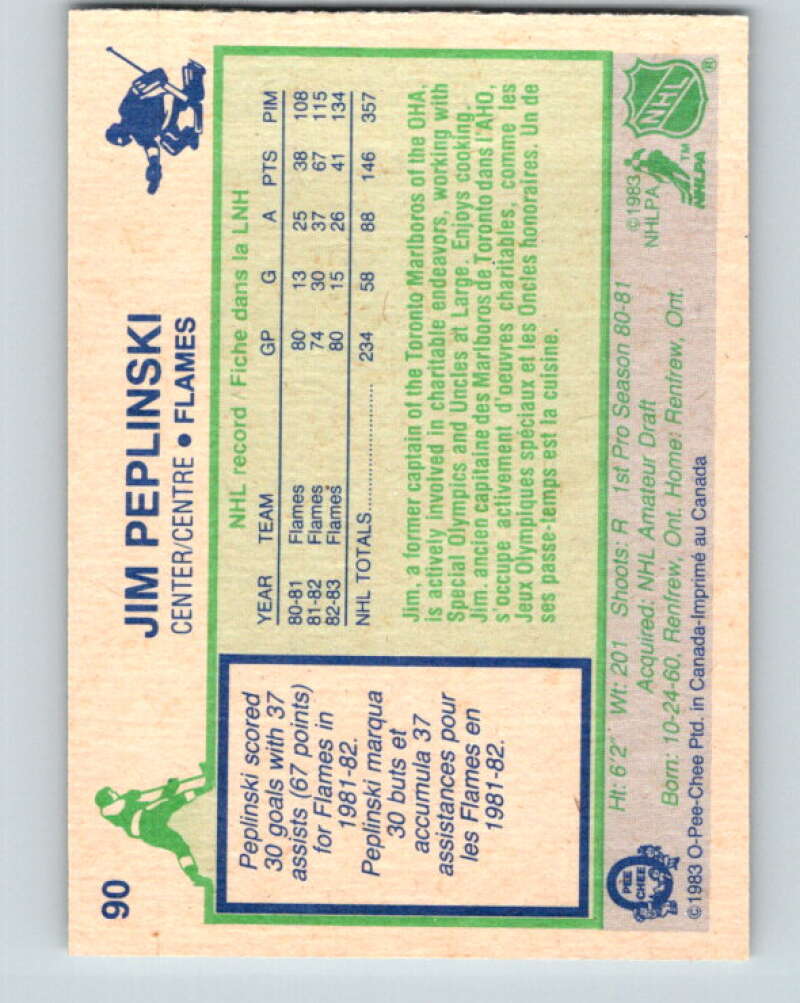 90
JIM PEPLINSKI
CENTER/CENTRE • FLAMES
Peplinski scored
30 goals with 37
assists (67 points)
for Flames in
1981-82.
Peplinski marqua
30 buts et
accumula 37
assistances pour
les Flames en
1981-82.
NHL record / Fiche dans la LNH
YEAR TEAM GP G A PTS PIM
80-81 Flames 80 13 25 38 108
81-82 Flames 74 30 37 67 115
82-83 Flames 80 15 26 41 134
NHL TOTALS 234 58 88 146 357
Jim, a former captain of the Toronto Marlboros of the OHA,
is actively involved in charitable endeavors, working with
Special Olympics and Uncles at Large. Enjoys cooking.
Jim, ancien capitaine des Marlboros de Toronto dans l'AHO,
s'occupe activement d'oeuvres charitables, comme les
Jeux Olympiques spéciaux et les Oncles honoraires. Un de
ses passe-temps est la cuisine.
Ht: 6'2" Wt: 201 Shoots: R 1st Pro Season 80-81
Acquired: NHL Amateur Draft
Born: 10-24-60, Renfrew, Ont. Home: Renfrew, Ont.
©1983 O-Pee-Chee Ptd. in Canada-Imprimé au Canada
O
PEE
CHEE
©1983
NHLPA
NHLPA
TM
NHL
®